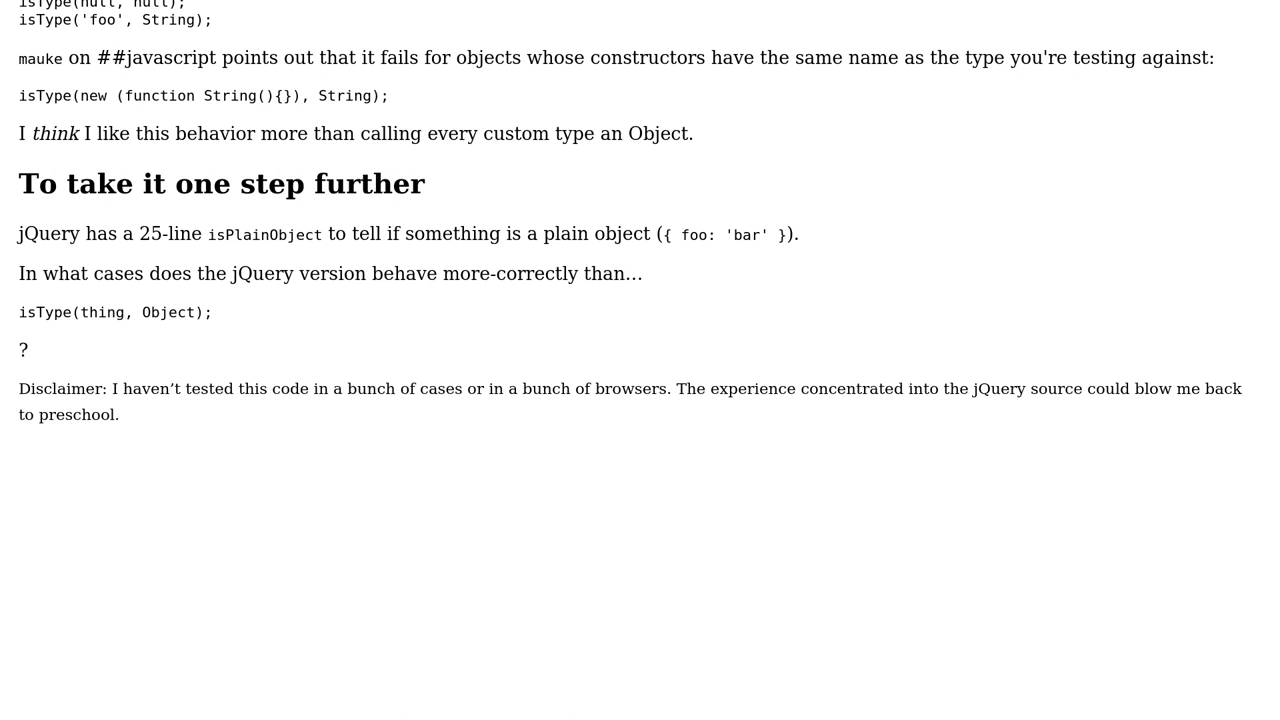 isType(null, null);
isType('foo', String);
mauke on ##javascript points out that it fails for objects whose constructors have the same name as the type you're testing against:
isType(new (function String(){}), String);
I think I like this behavior more than calling every custom type an Object.
To take it one step further
jQuery has a 25-line isPlainObject to tell if something is a plain object ({ foo: 'bar' }).
In what cases does the jQuery version behave more-correctly than…
isType(thing, Object);
?
Disclaimer: I haven’t tested this code in a bunch of cases or in a bunch of browsers. The experience concentrated into the jQuery source could blow me back
to preschool.